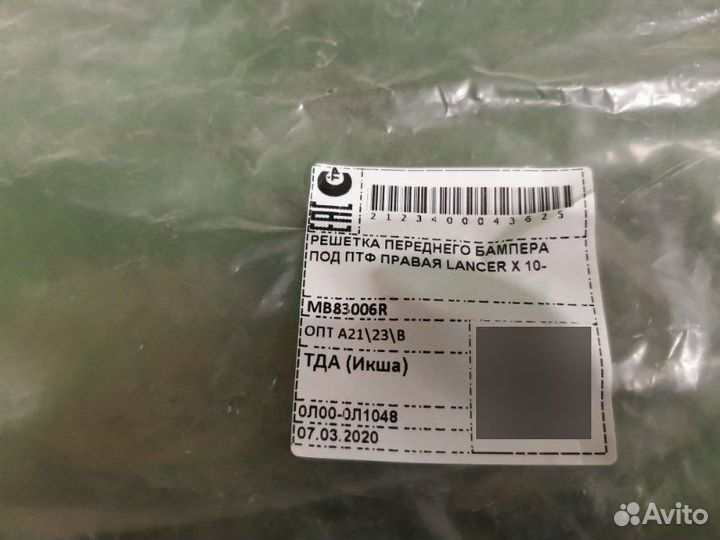 ЕАС
2123400043625
РЕШЕТКА ПЕРЕДНЕГО БАМПЕРА
ПОД ПТФ ПРАВАЯ LANCER X 10-
MB83006R
ОПТ А21\23\В
ТДА (Икша)
0Л00-0Л1048
07.03.2020
Avito